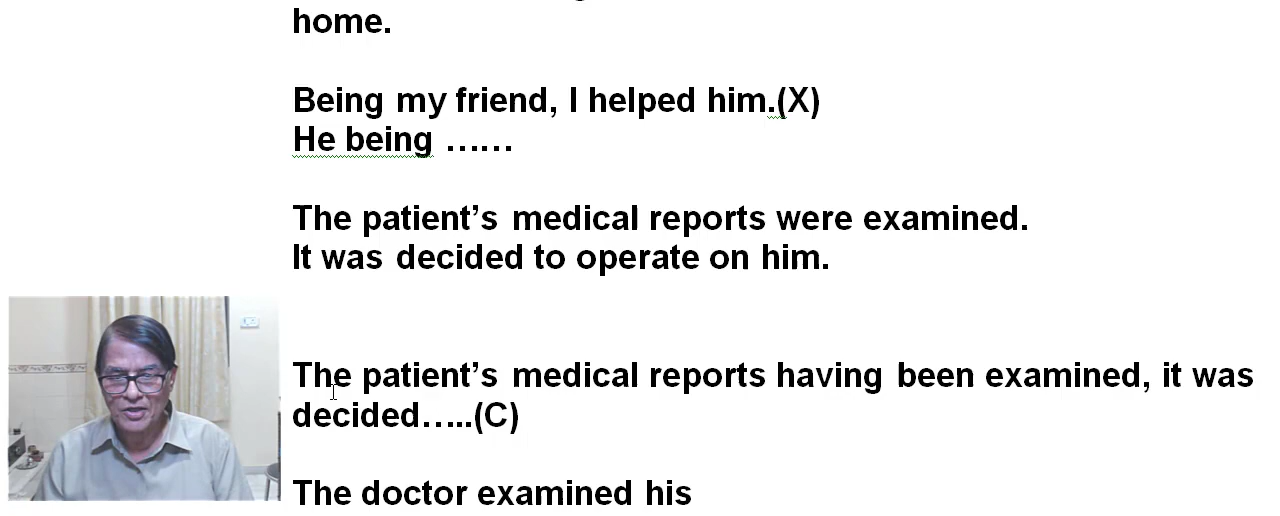 home.
Being my friend, I helped him.(X)
He being ……
The patient’s medical reports were examined.
It was decided to operate on him.
The patient’s medical reports having been examined, it was
decided…..(C)
The doctor examined his